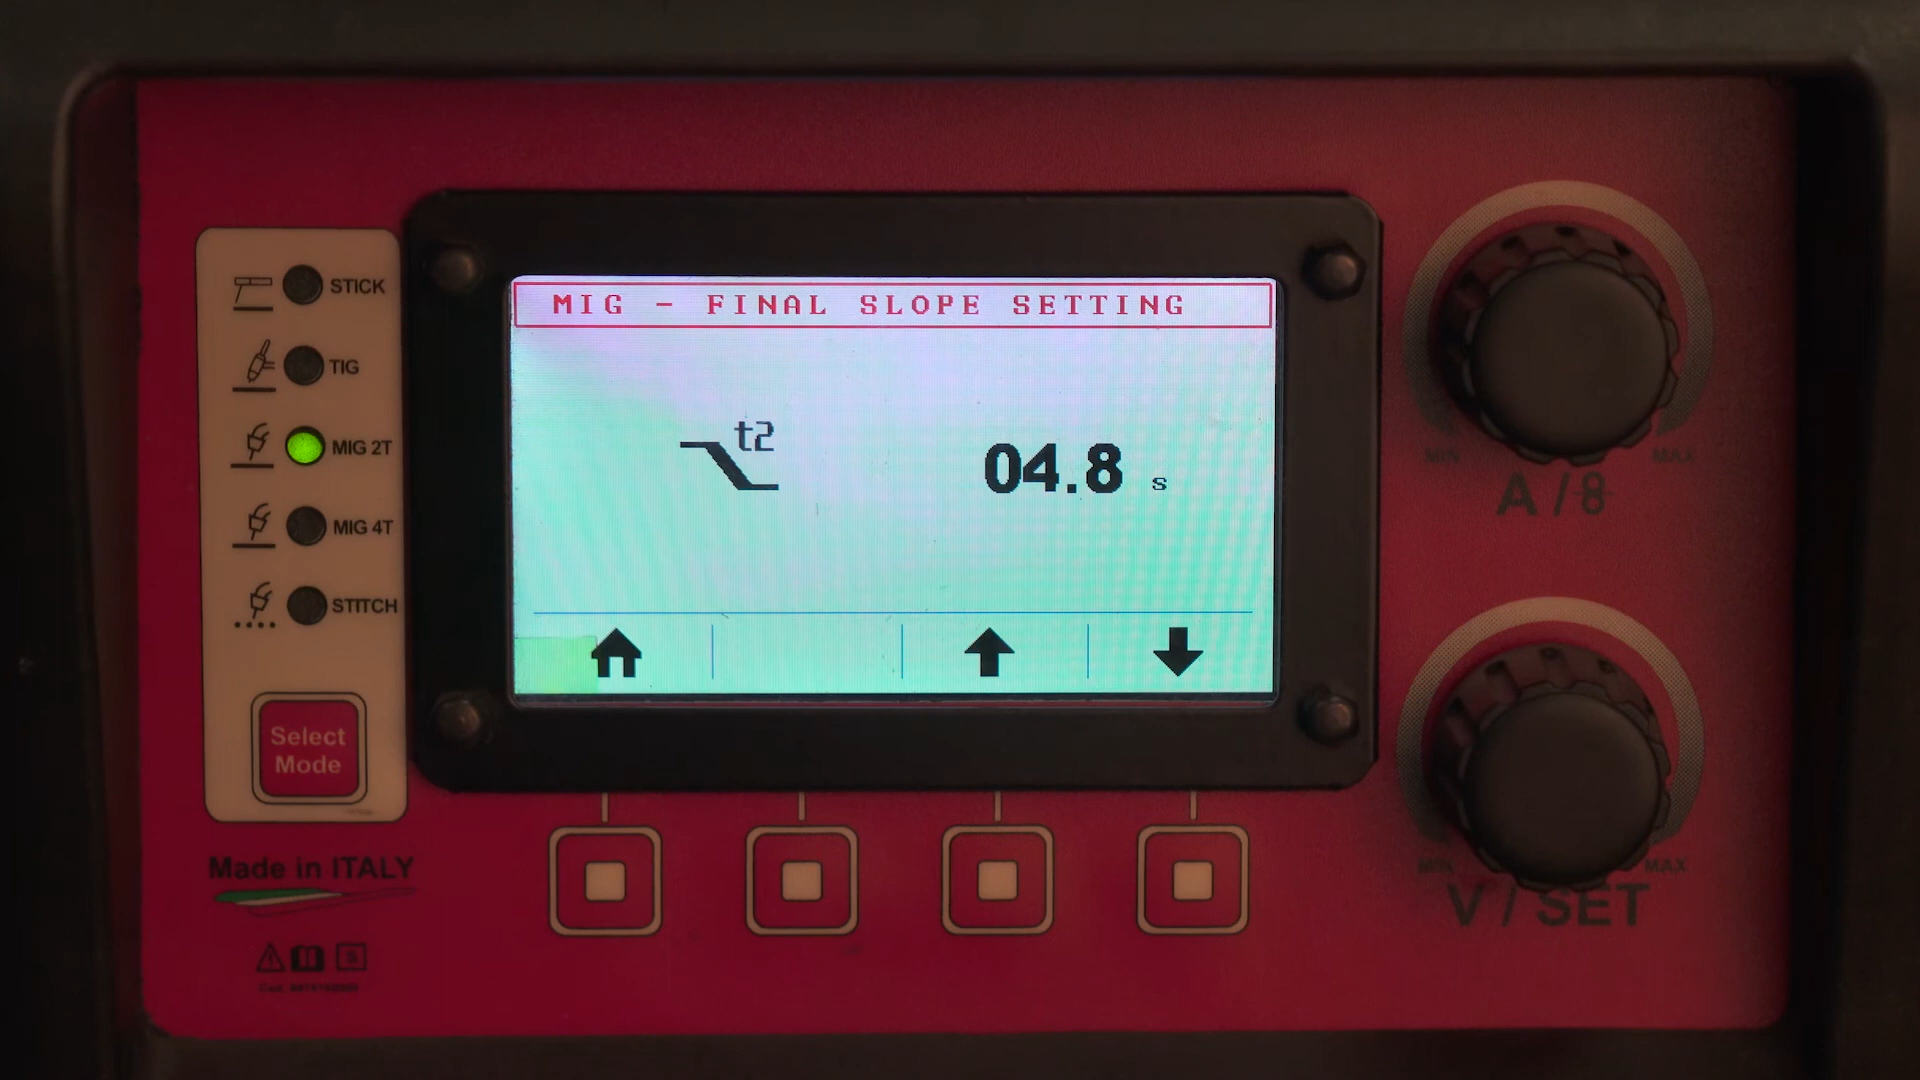 MIG - FINAL SLOPE SETTING
t2
04.8 s
STICK
TIG
MIG 2T
MIG 4T
STITCH
Select
Mode
Made in ITALY
MIN
MAX
A / 8
MIN
MAX
V / SET